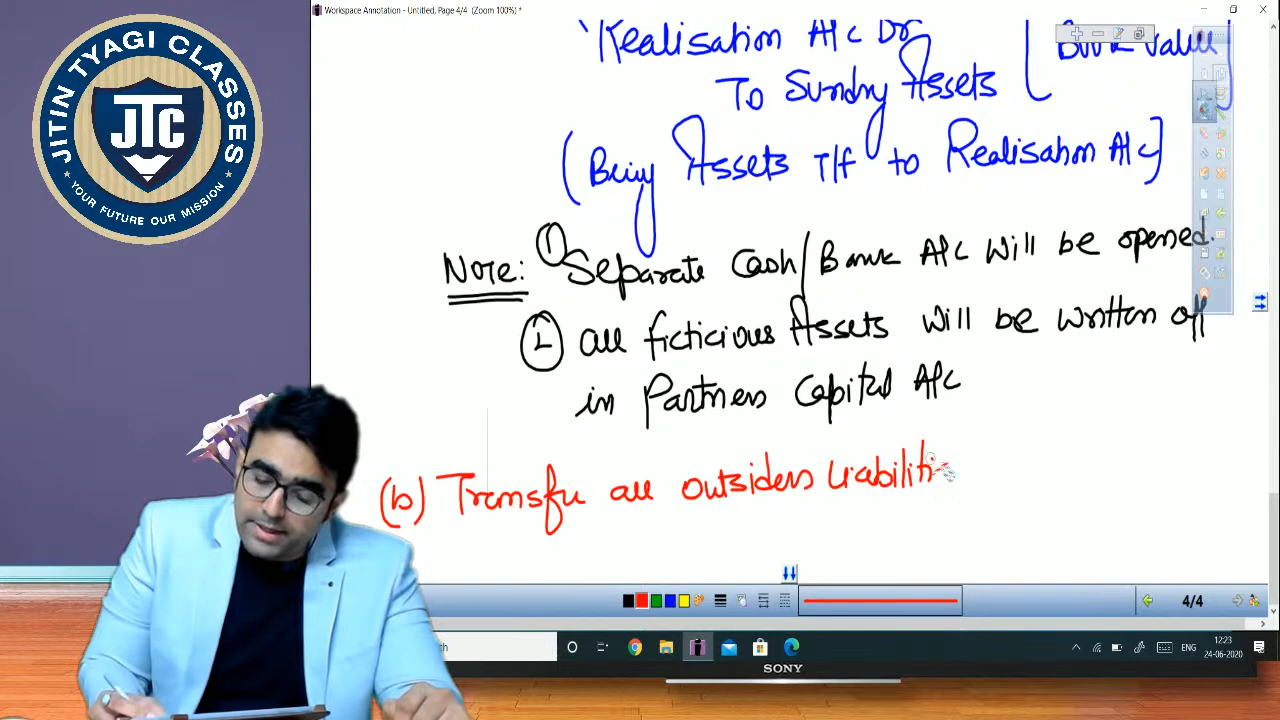 Workspace Annotation - Untitled, Page 4/4 (Zoom 100%) *
JITIN TYAGI CLASSES
JTC
YOUR FUTURE OUR MISSION
Realisation A/c Dr
Book Value
To Sundry Assets
(Being Assets T/f to Realisation A/c]
Note: ① Separate Cash/Bank A/c will be opened.
② all ficticious Assets will be written off
in Partners Capital A/c
(b) Transfer all outsiders Liabiliti
4/4
12:23
ENG
24-06-2020
SONY